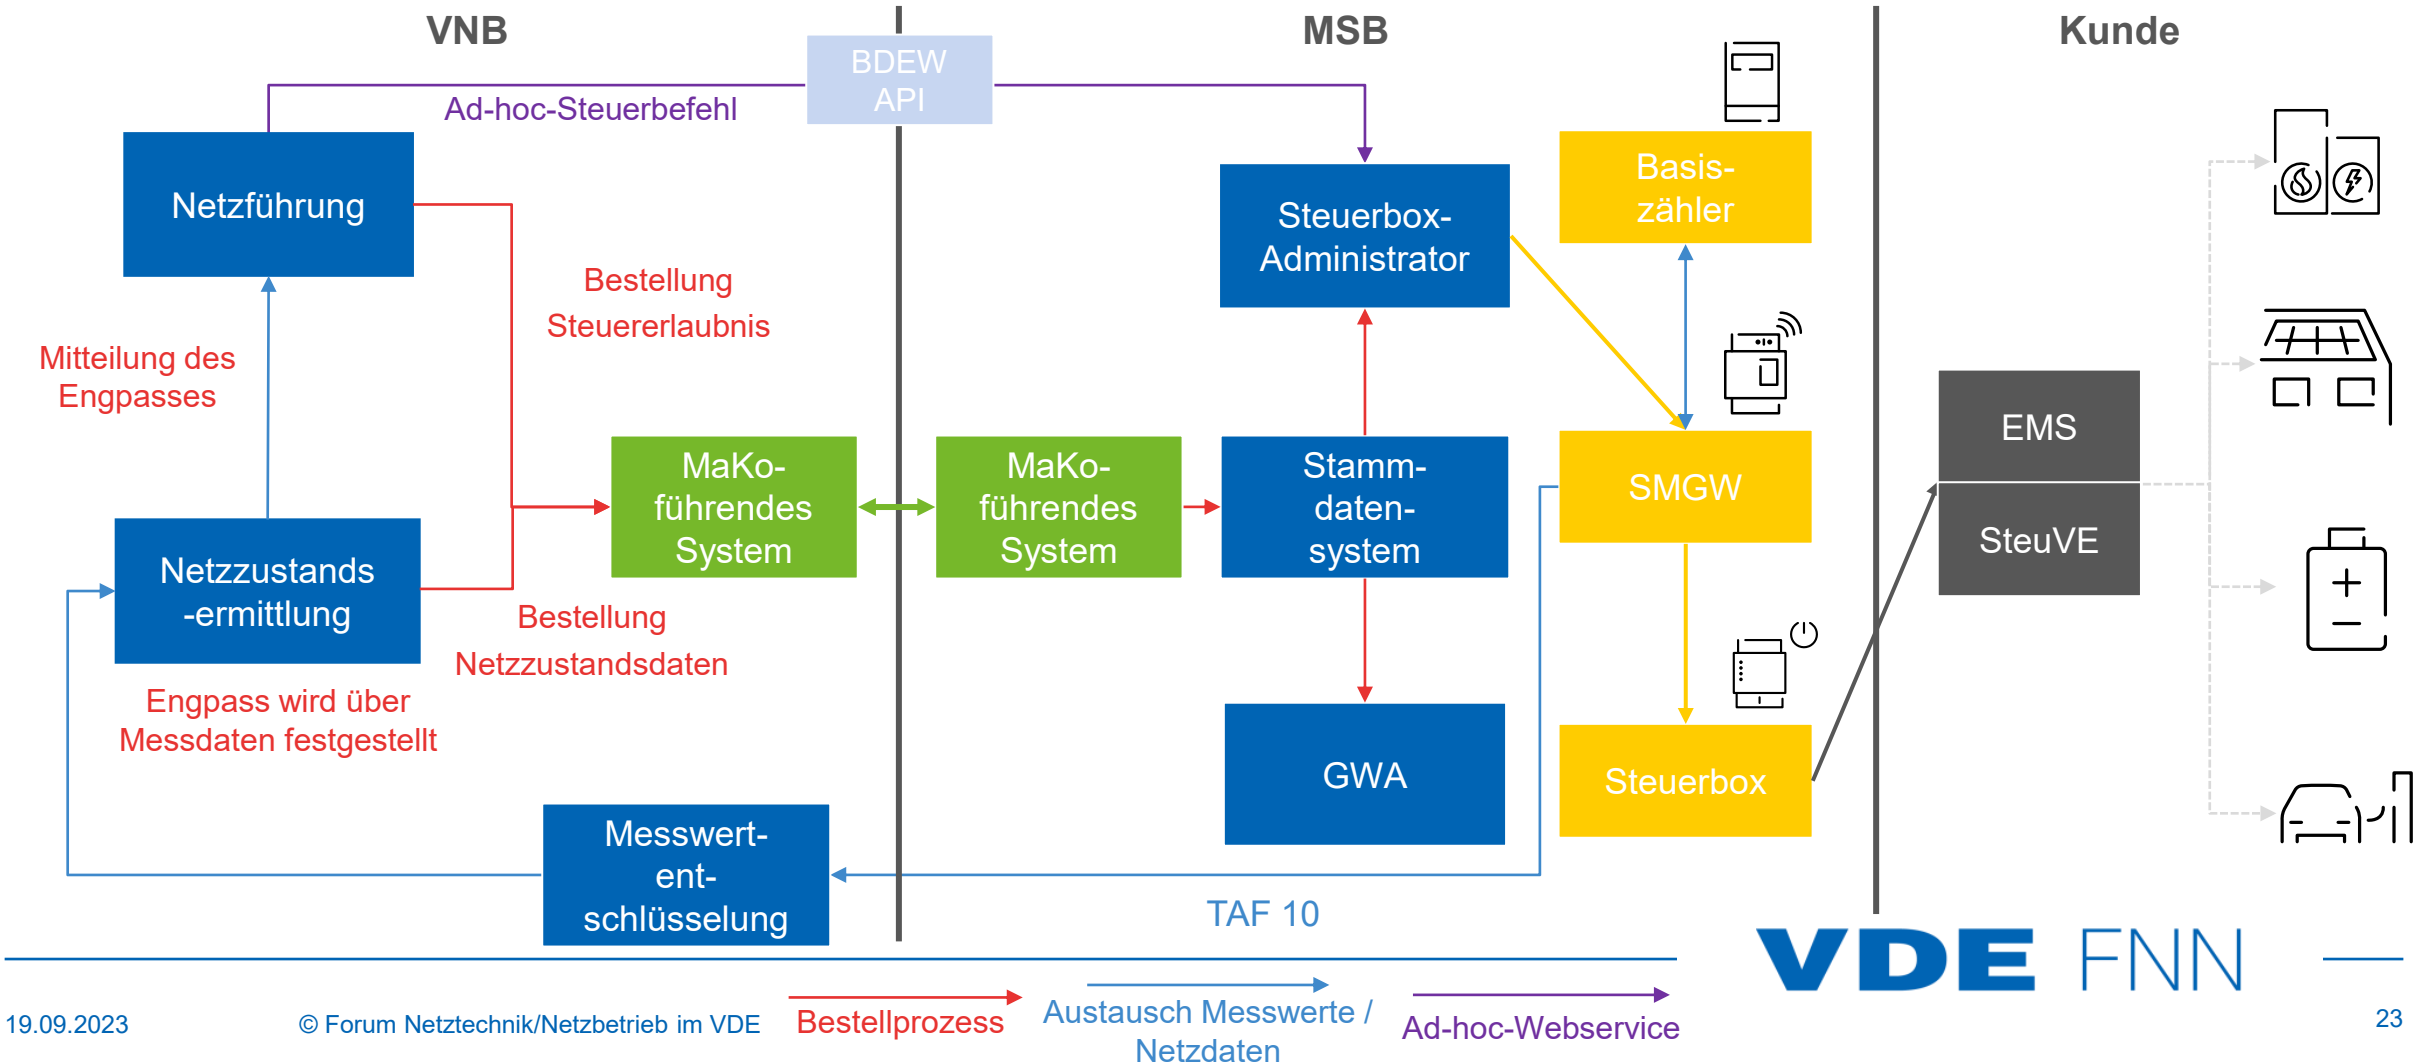 VNB
MSB
Kunde
BDEW
API
Ad-hoc-Steuerbefehl
Netzführung
Steuerbox-
Administrator
Basis-
zähler
Bestellung
Steuererlaubnis
Mitteilung des
Engpasses
MaKo-
führendes
System
MaKo-
führendes
System
Stamm-
daten-
system
SMGW
EMS
SteuVE
Netzzustands
-ermittlung
Bestellung
Netzzustandsdaten
Engpass wird über
Messdaten festgestellt
GWA
Steuerbox
Messwert-
ent-
schlüsselung
TAF 10
VDE FNN
19.09.2023
© Forum Netztechnik/Netzbetrieb im VDE
Bestellprozess
Austausch Messwerte /
Netzdaten
Ad-hoc-Webservice
23